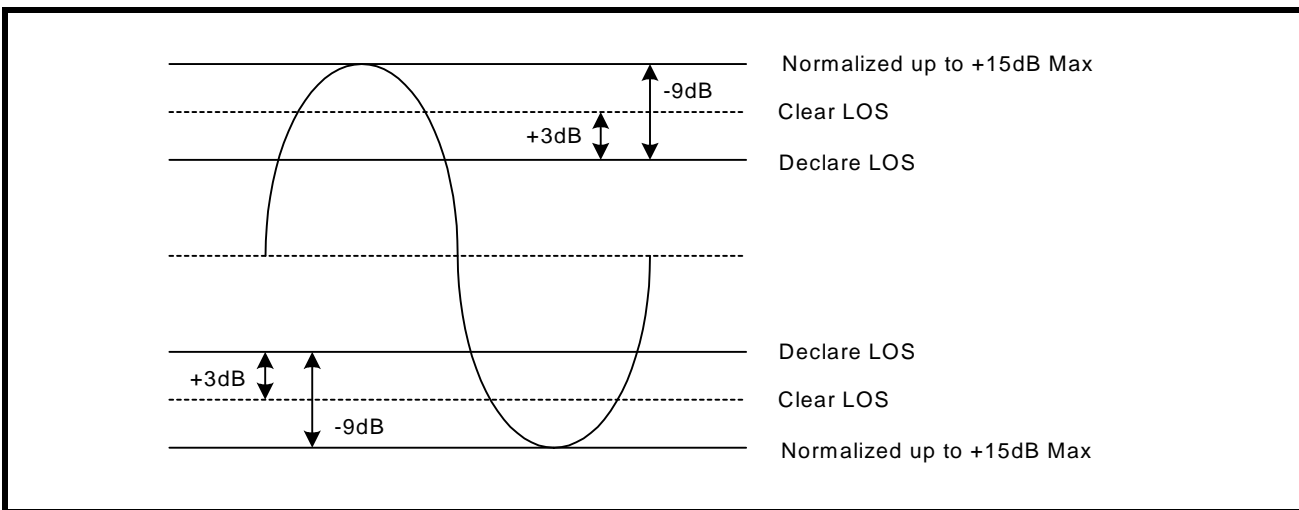 Normalized up to +15dB Max
-9dB
Clear LOS
+3dB
Declare LOS
Declare LOS
+3dB
Clear LOS
-9dB
Normalized up to +15dB Max